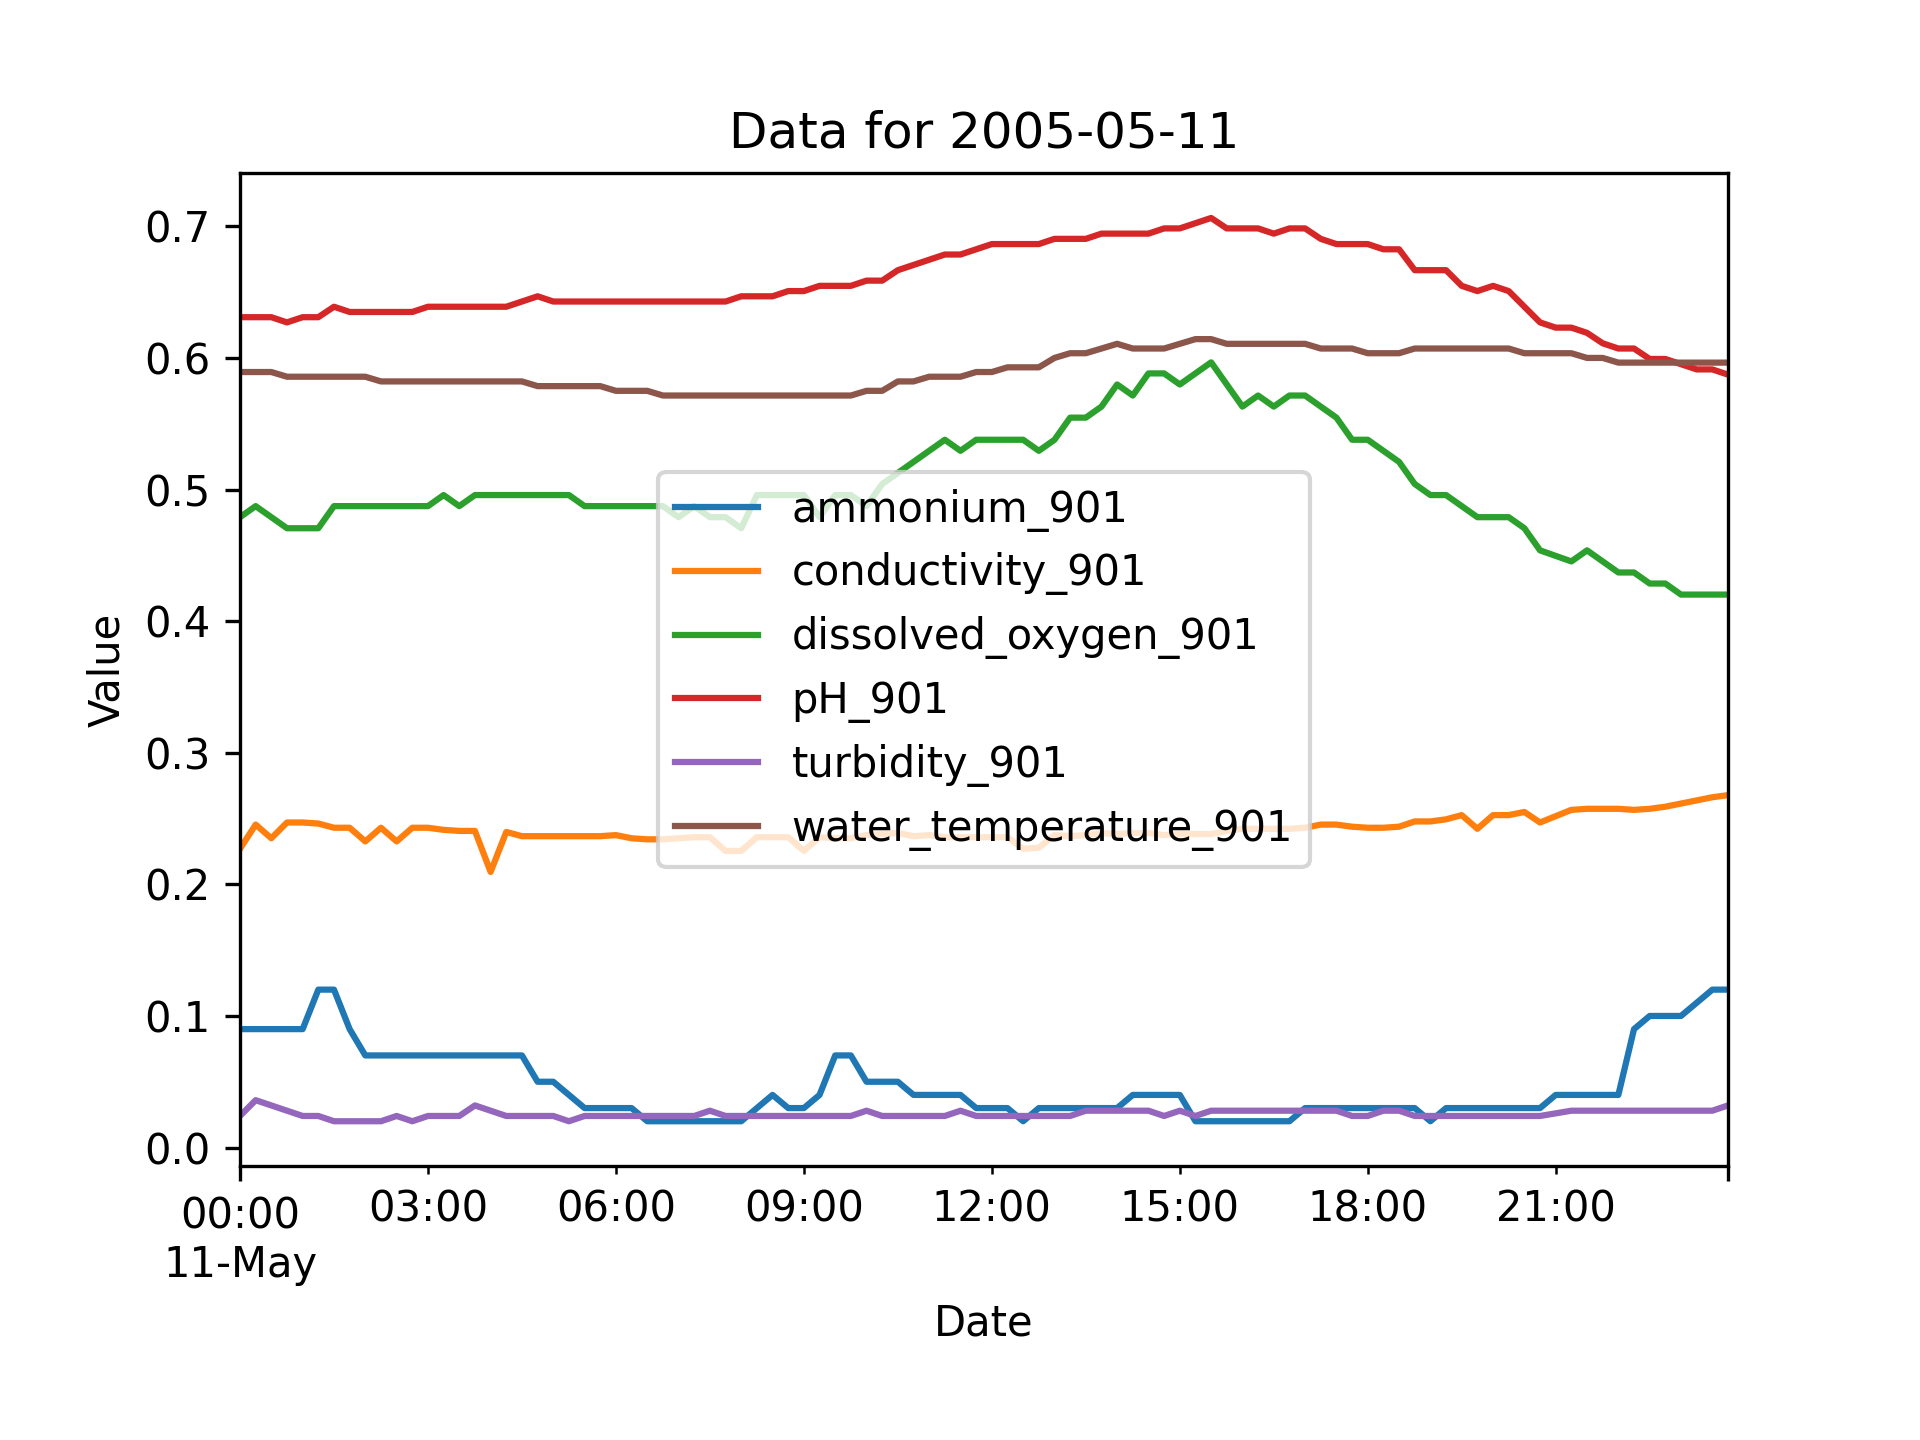 Data for 2005-05-11
0.7
0.6
0.5
0.4
0.3
0.2
0.1
0.0
Value
ammonium_901
conductivity_901
dissolved_oxygen_901
pH_901
turbidity_901
water_temperature_901
00:00 03:00 06:00 09:00 12:00 15:00 18:00 21:00
11-May
Date